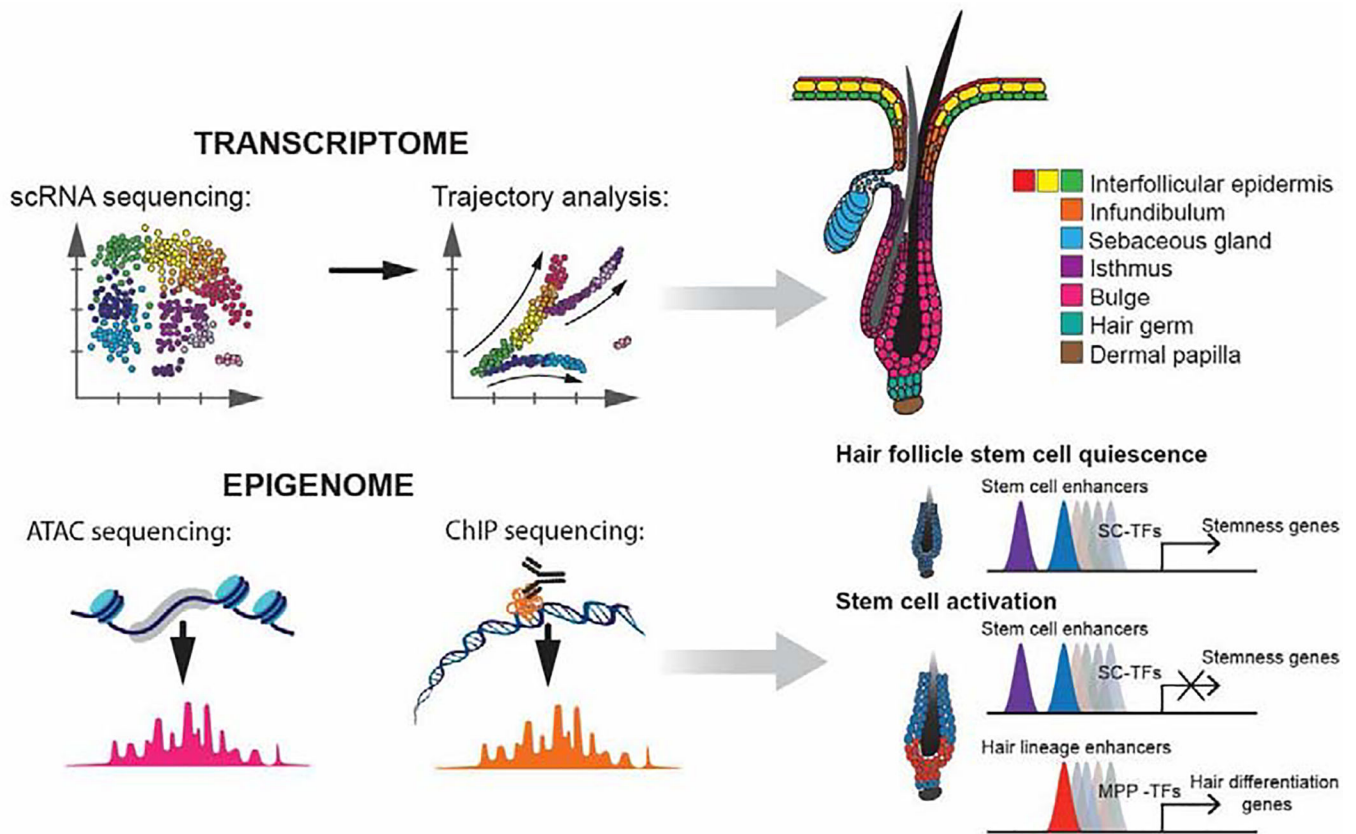 TRANSCRIPTOME
scRNA sequencing:
Trajectory analysis:
Interfollicular epidermis
Infundibulum
Sebaceous gland
Isthmus
Bulge
Hair germ
Dermal papilla
EPIGENOME
ATAC sequencing:
ChIP sequencing:
Hair follicle stem cell quiescence
Stem cell enhancers
SC-TFs
Stemness genes
Stem cell activation
Stem cell enhancers
SC-TFs
Stemness genes
Hair lineage enhancers
MPP -TFs
Hair differentiation
genes